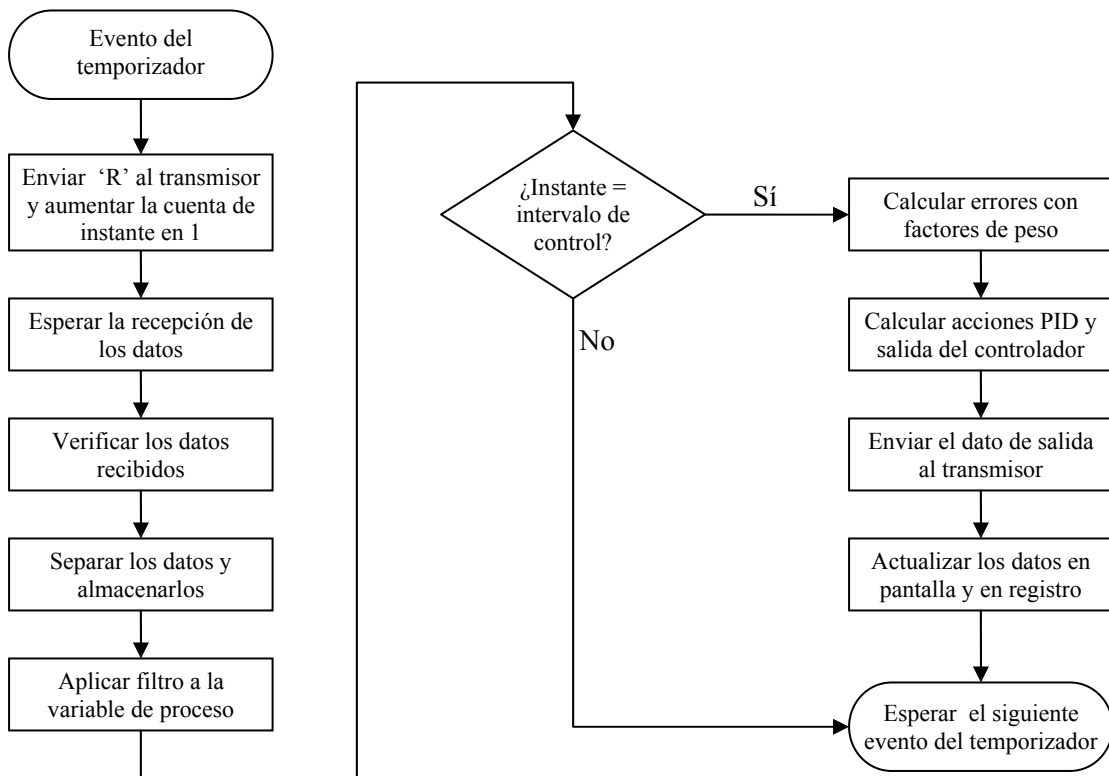 Evento del
temporizador
Enviar ‘R’ al transmisor
y aumentar la cuenta de
instante en 1
Esperar la recepción de
los datos
Verificar los datos
recibidos
Separar los datos y
almacenarlos
Aplicar filtro a la
variable de proceso
¿Instante =
intervalo de
control?
Sí
No
Calcular errores con
factores de peso
Calcular acciones PID y
salida del controlador
Enviar el dato de salida
al transmisor
Actualizar los datos en
pantalla y en registro
Esperar el siguiente
evento del temporizador